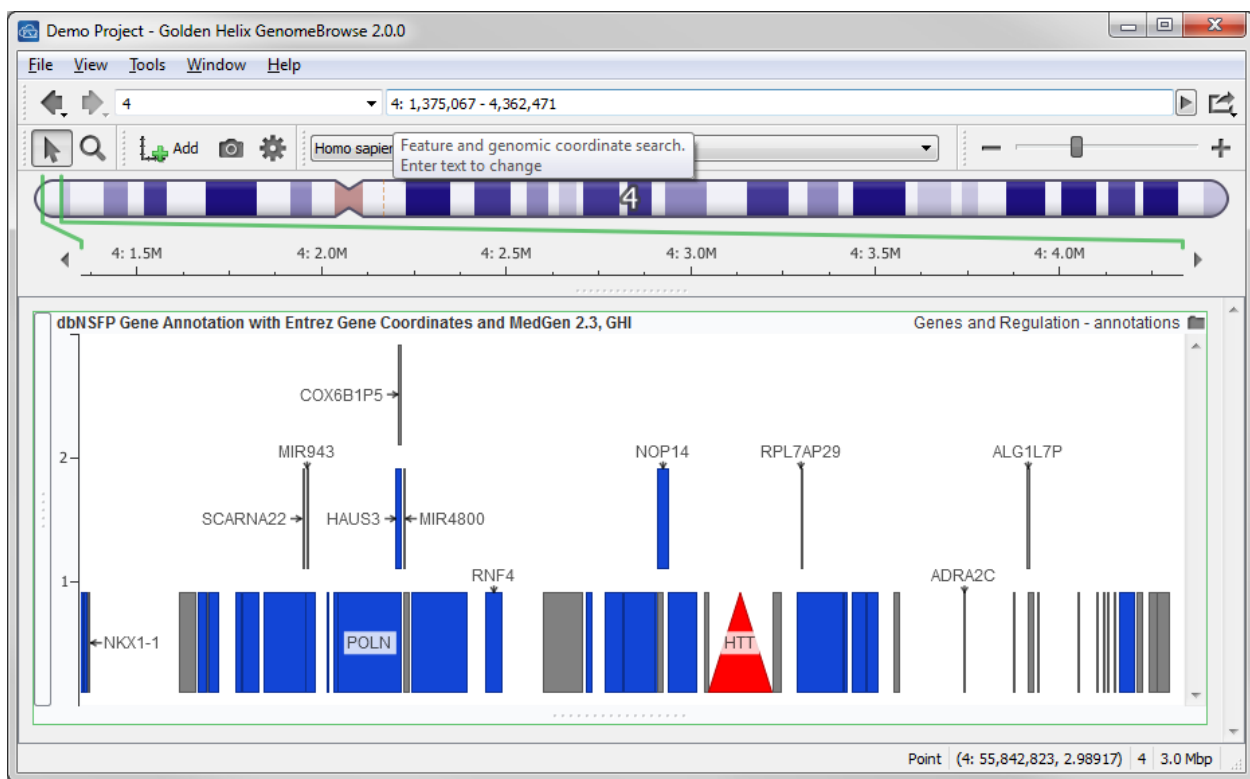 Demo Project - Golden Helix GenomeBrowse 2.0.0
File View Tools Window Help
4 4: 1,375,067 - 4,362,471
Add Homo sapier
Feature and genomic coordinate search.
Enter text to change
4
4: 1.5M 4: 2.0M 4: 2.5M 4: 3.0M 4: 3.5M 4: 4.0M
dbNSFP Gene Annotation with Entrez Gene Coordinates and MedGen 2.3, GHI Genes and Regulation - annotations
COX6B1P5
2 MIR943 NOP14 RPL7AP29 ALG1L7P
SCARNA22 HAUS3 MIR4800
1 RNF4 ADRA2C
NKX1-1 POLN HTT
Point (4: 55,842,823, 2.98917) 4 3.0 Mbp